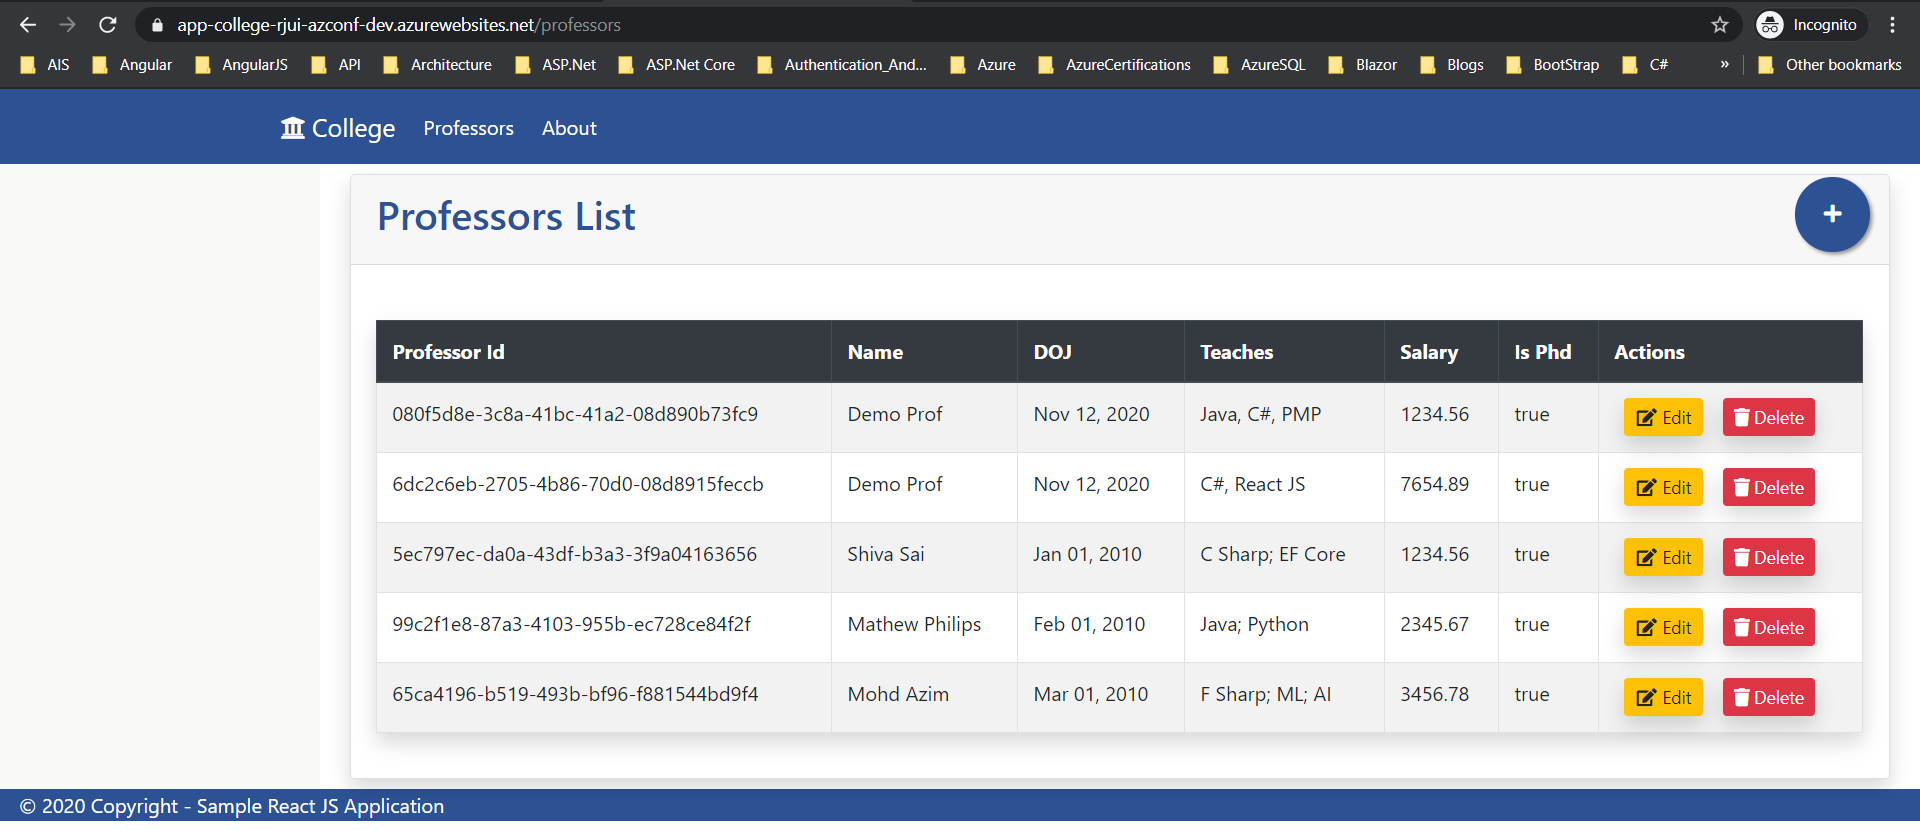 app-college-rjui-azconf-dev.azurewebsites.net/professors Incognito
AIS Angular AngularJS API Architecture ASP.Net ASP.Net Core Authentication_And... Azure AzureCertifications AzureSQL Blazor Blogs BootStrap C# » Other bookmarks
College Professors About
Professors List +
Professor Id Name DOJ Teaches Salary Is Phd Actions
080f5d8e-3c8a-41bc-41a2-08d890b73fc9 Demo Prof Nov 12, 2020 Java, C#, PMP 1234.56 true Edit Delete
6dc2c6eb-2705-4b86-70d0-08d8915feccb Demo Prof Nov 12, 2020 C#, React JS 7654.89 true Edit Delete
5ec797ec-da0a-43df-b3a3-3f9a04163656 Shiva Sai Jan 01, 2010 C Sharp; EF Core 1234.56 true Edit Delete
99c2f1e8-87a3-4103-955b-ec728ce84f2f Mathew Philips Feb 01, 2010 Java; Python 2345.67 true Edit Delete
65ca4196-b519-493b-bf96-f881544bd9f4 Mohd Azim Mar 01, 2010 F Sharp; ML; AI 3456.78 true Edit Delete
© 2020 Copyright - Sample React JS Application